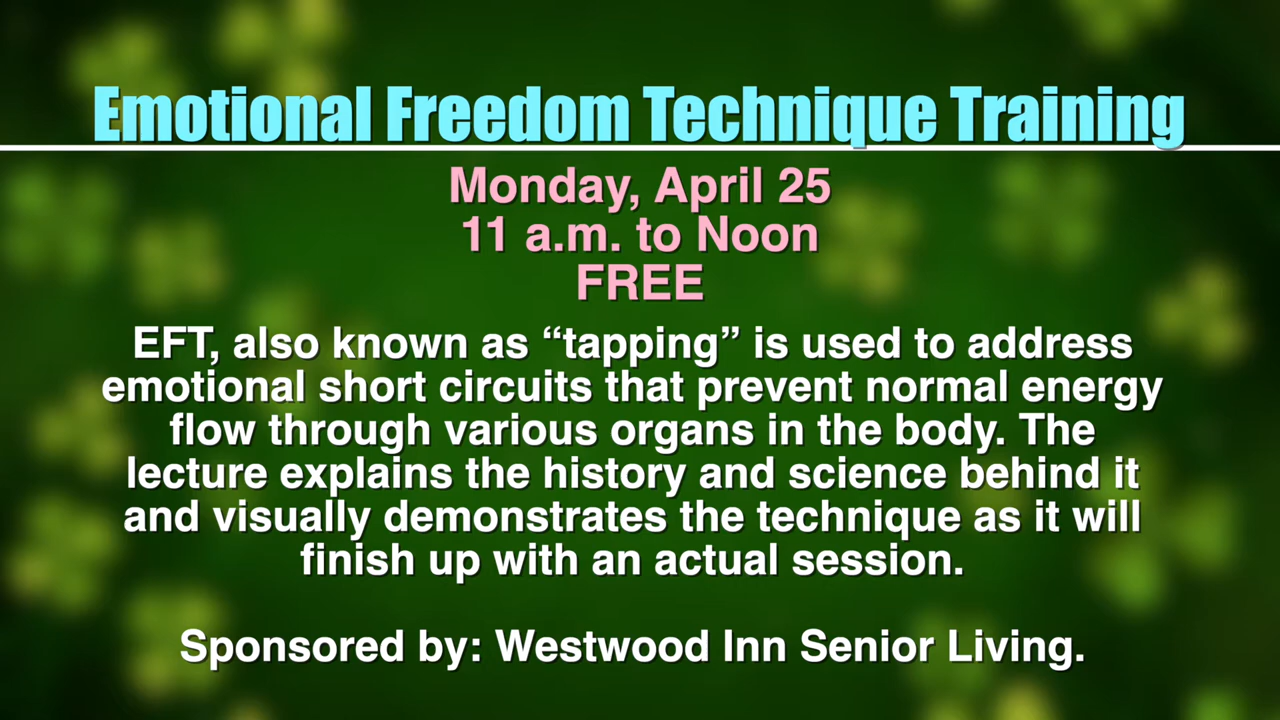 Emotional Freedom Technique Training
Monday, April 25
11 a.m. to Noon
FREE
EFT, also known as “tapping” is used to address
emotional short circuits that prevent normal energy
flow through various organs in the body. The
lecture explains the history and science behind it
and visually demonstrates the technique as it will
finish up with an actual session.
Sponsored by: Westwood Inn Senior Living.